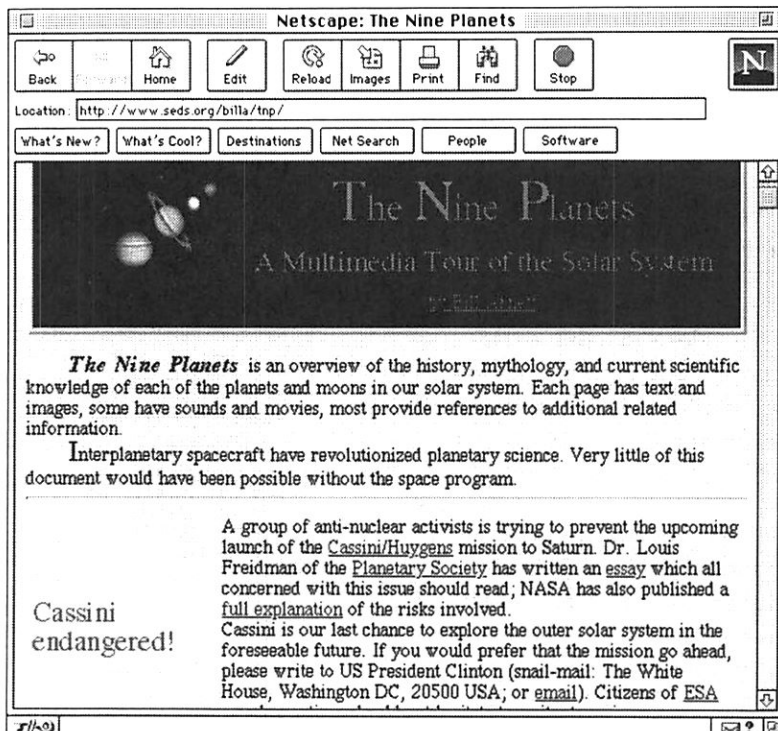 Netscape: The Nine Planets
Back Forward Home Edit Reload Images Print Find Stop
N
Location: http://www.seds.org/billa/tnp/
What's New? What's Cool? Destinations Net Search People Software
The Nine Planets
A Multimedia Tour of the Solar System
The Nine Planets is an overview of the history, mythology, and current scientific
knowledge of each of the planets and moons in our solar system. Each page has text and
images, some have sounds and movies, most provide references to additional related
information.
Interplanetary spacecraft have revolutionized planetary science. Very little of this
document would have been possible without the space program.
Cassini
endangered!
A group of anti-nuclear activists is trying to prevent the upcoming
launch of the Cassini/Huygens mission to Saturn. Dr. Louis
Freidman of the Planetary Society has written an essay which all
concerned with this issue should read; NASA has also published a
full explanation of the risks involved.
Cassini is our last chance to explore the outer solar system in the
foreseeable future. If you would prefer that the mission go ahead,
please write to US President Clinton (snail-mail: The White
House, Washington DC, 20500 USA; or email). Citizens of ESA